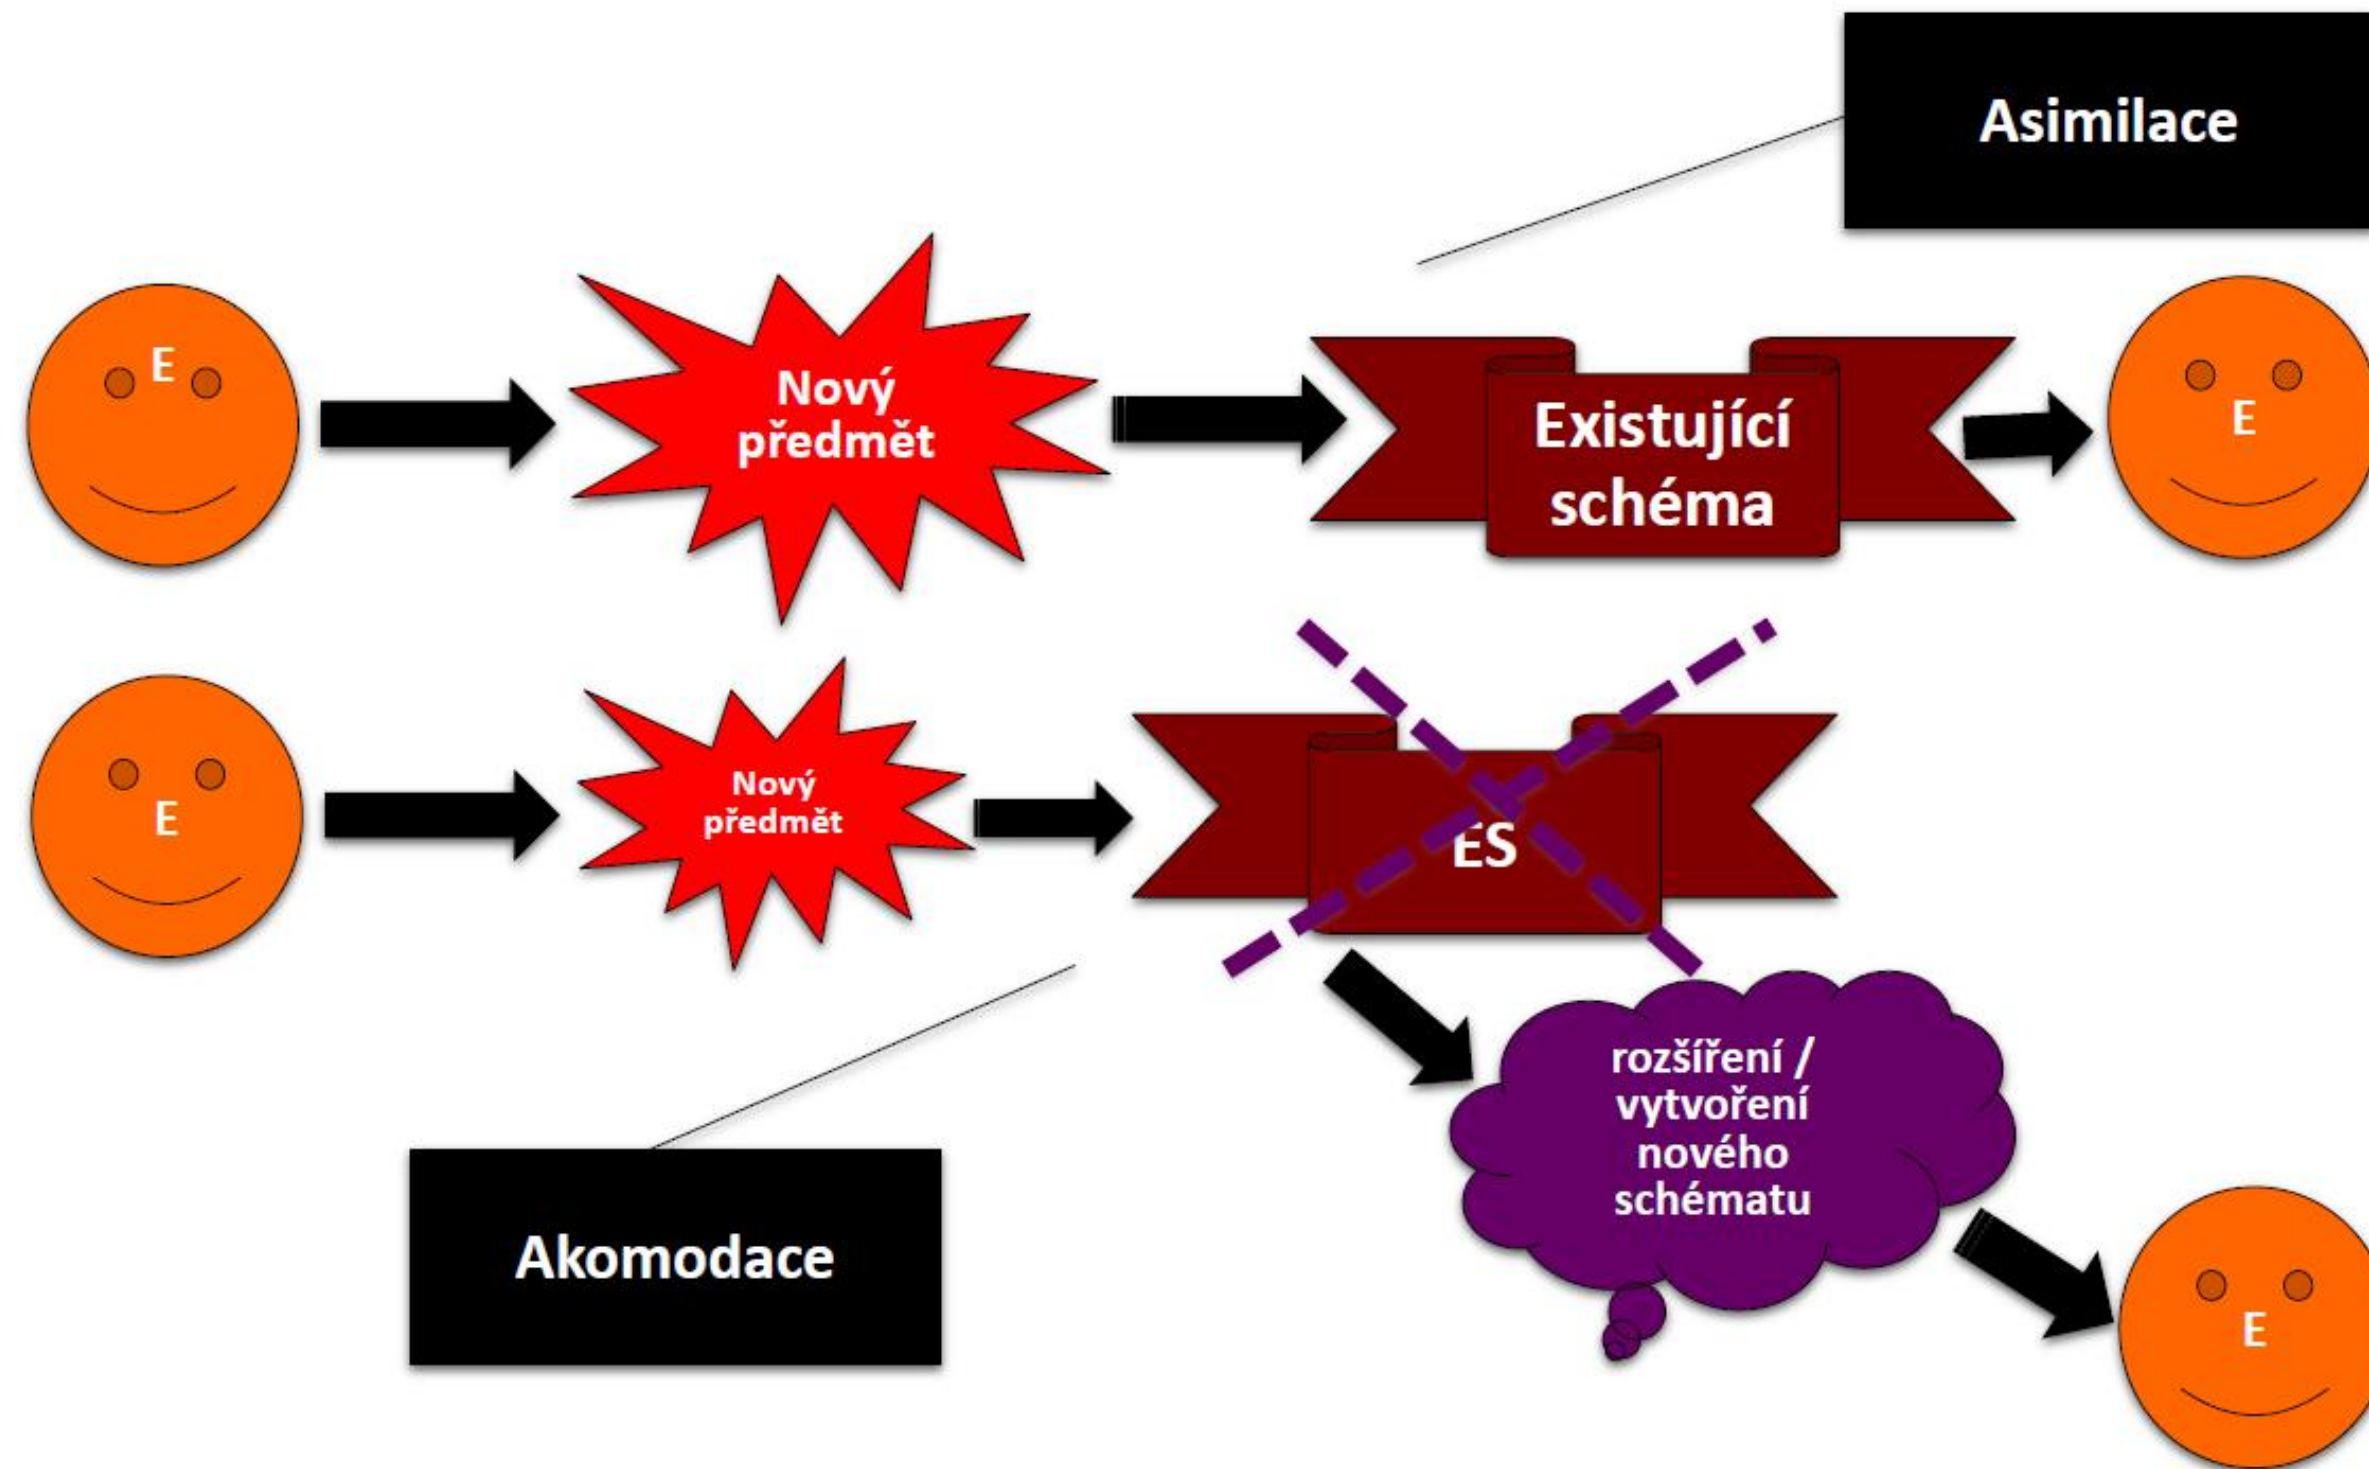 Asimilace
E
Nový
předmět
Existující
schéma
E
E
Nový
předmět
ES
rozšíření /
vytvoření
nového
schématu
Akomodace
E